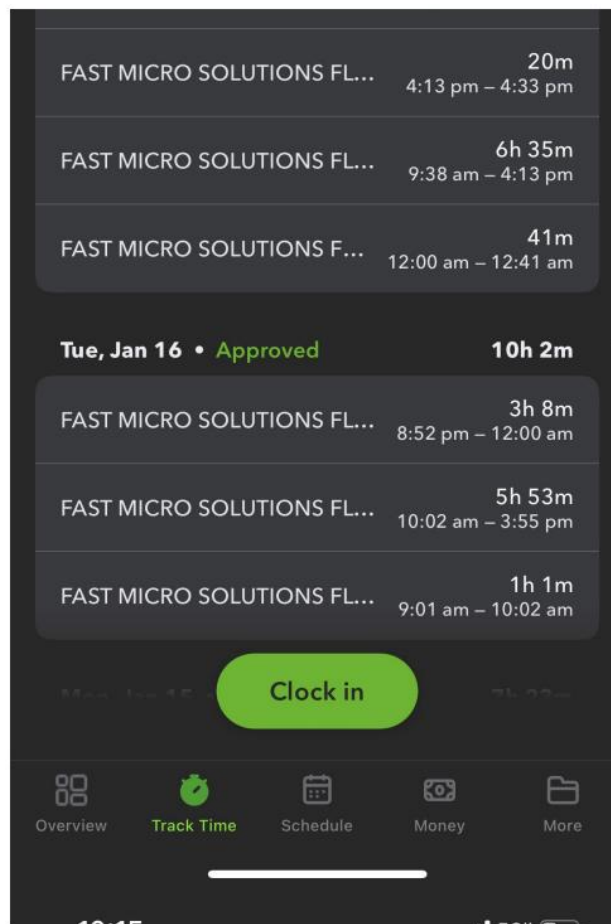 FAST MICRO SOLUTIONS FL... 20m
4:13 pm – 4:33 pm
FAST MICRO SOLUTIONS FL... 6h 35m
9:38 am – 4:13 pm
FAST MICRO SOLUTIONS F... 41m
12:00 am – 12:41 am
Tue, Jan 16 • Approved 10h 2m
FAST MICRO SOLUTIONS FL... 3h 8m
8:52 pm – 12:00 am
FAST MICRO SOLUTIONS FL... 5h 53m
10:02 am – 3:55 pm
FAST MICRO SOLUTIONS FL... 1h 1m
9:01 am – 10:02 am
Mon, Jan 15
Clock in
Overview Track Time Schedule Money More